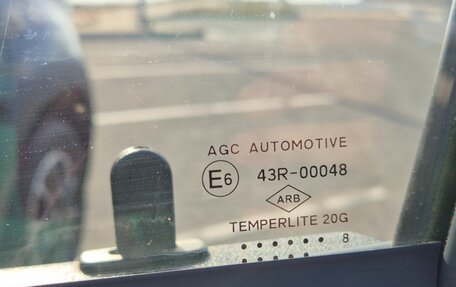 AGC AUTOMOTIVE
E6 43R-00048
ARB
TEMPERLITE 20G
8